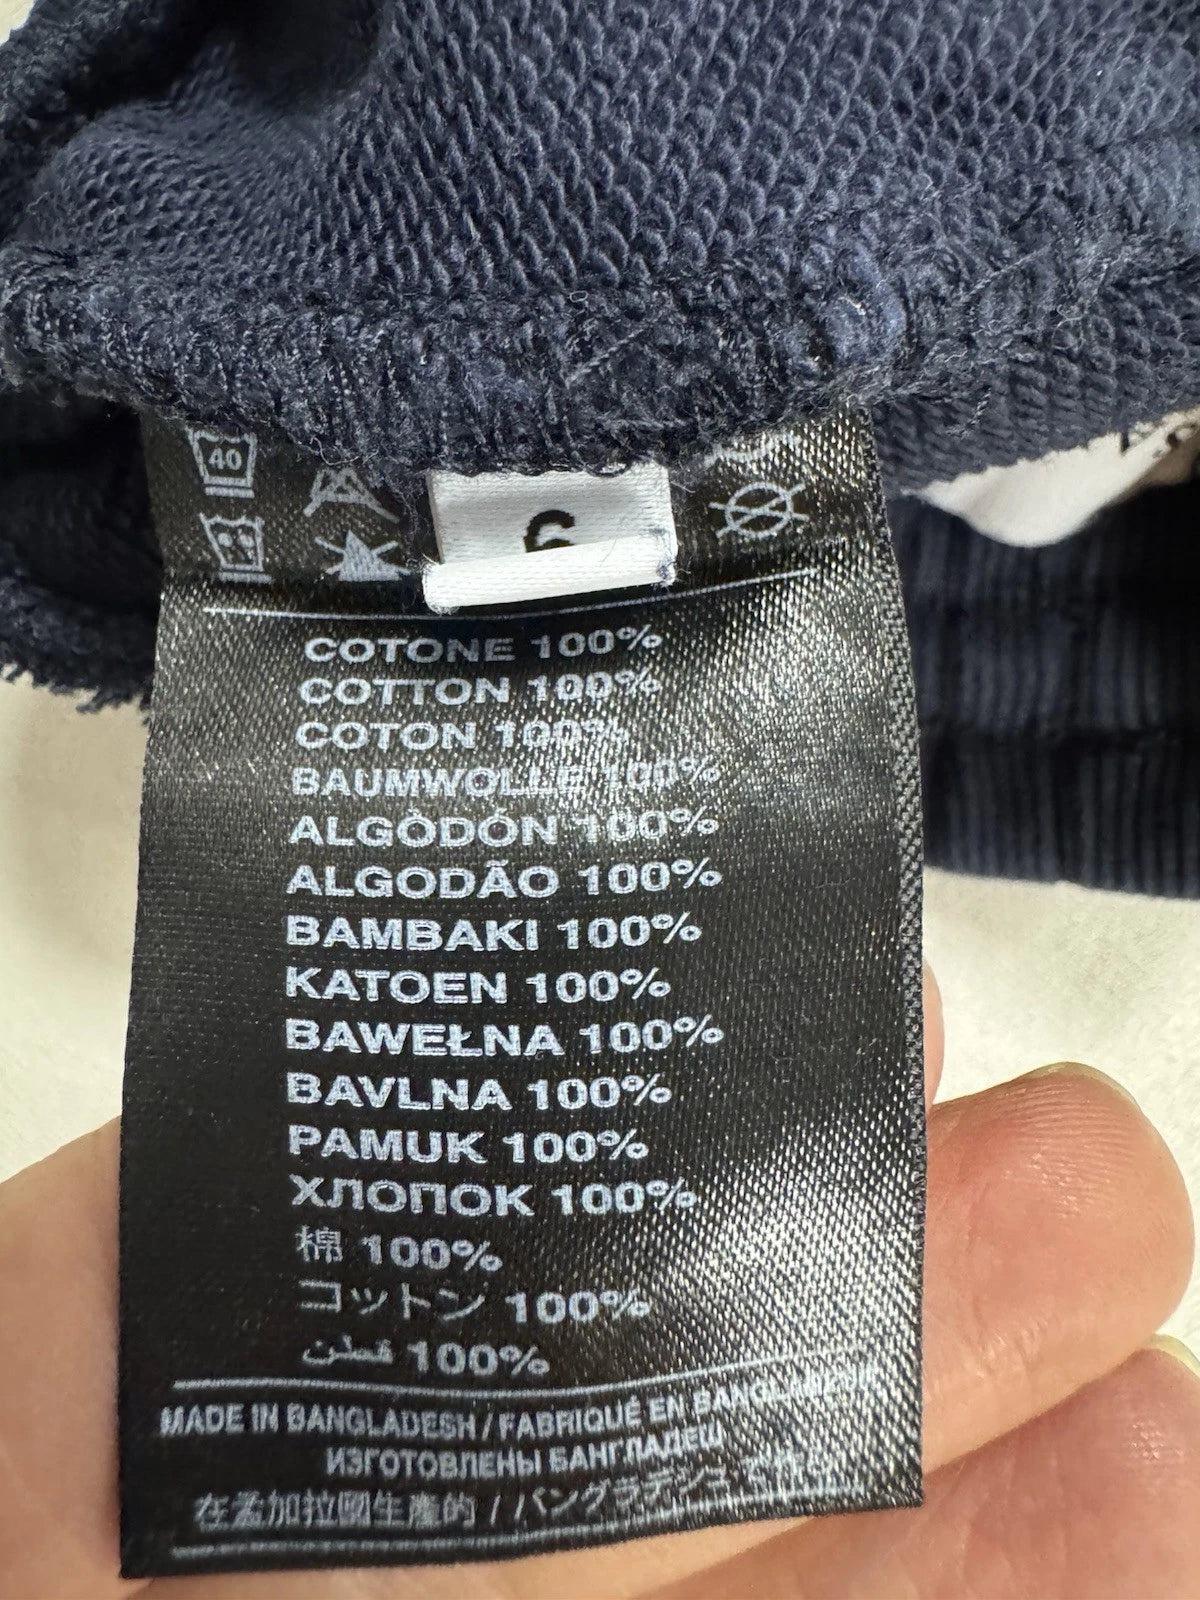 40
6
COTONE 100%
COTTON 100%
COTON 100%
BAUMWOLLE 100%
ALGÒDÓN 100%
ALGODÃO 100%
BAMBAKI 100%
KATOEN 100%
BAWEŁNA 100%
BAVLNA 100%
PAMUK 100%
ХЛОПОК 100%
棉 100%
コットン 100%
قطن 100%
MADE IN BANGLADESH / FABRIQUÉ EN BANGLADESH
ИЗГОТОВЛЕНЫ БАНГЛАДЕШ
在孟加拉國生產的 / バングラデシュ